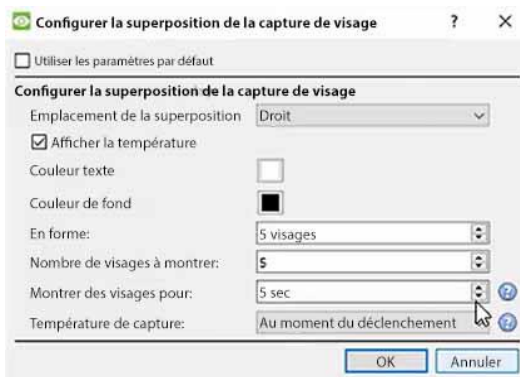 Configurer la superposition de la capture de visage ? ×
Utiliser les paramètres par défaut
Configurer la superposition de la capture de visage
Emplacement de la superposition Droit
Afficher la température
Couleur texte
Couleur de fond
En forme: 5 visages
Nombre de visages à montrer: 5
Montrer des visages pour: 5 sec
Température de capture: Au moment du déclenchement
OK Annuler